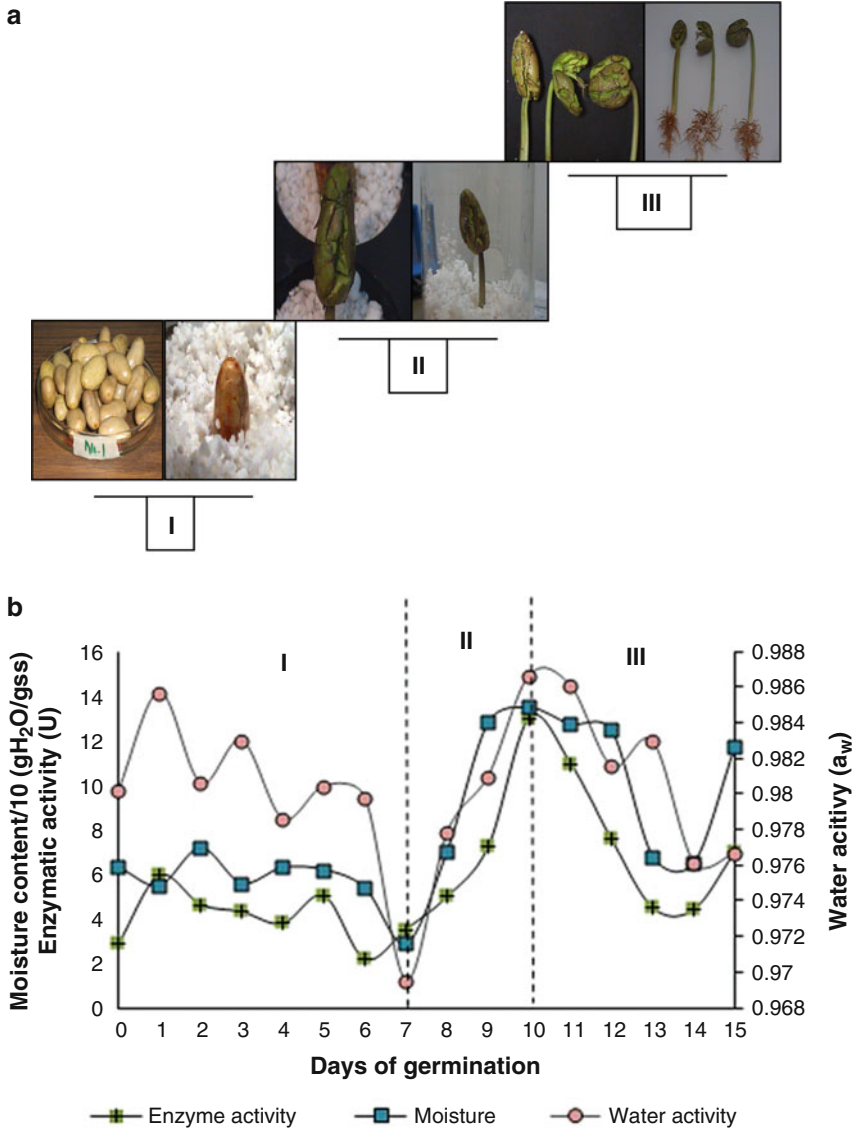 a
III
II
Nr.1
I
b
Moisture content/10 (gH₂O/gss)
Enzymatic activity (U)
16
14
12
10
8
6
4
2
0
I
II
III
0.988
0.986
0.984
0.982
0.98
0.978
0.976
0.974
0.972
0.97
0.968
Water acitivy (aw)
0 1 2 3 4 5 6 7 8 9 10 11 12 13 14 15
Days of germination
Enzyme activity Moisture Water activity